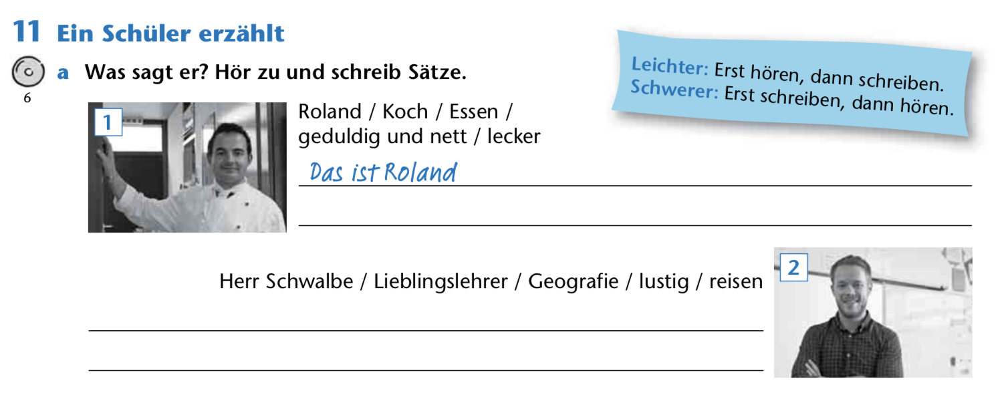 11 Ein Schüler erzählt
a Was sagt er? Hör zu und schreib Sätze.
6
Leichter: Erst hören, dann schreiben.
Schwerer: Erst schreiben, dann hören.
1
Roland / Koch / Essen /
geduldig und nett / lecker
Das ist Roland
Herr Schwalbe / Lieblingslehrer / Geografie / lustig / reisen
2